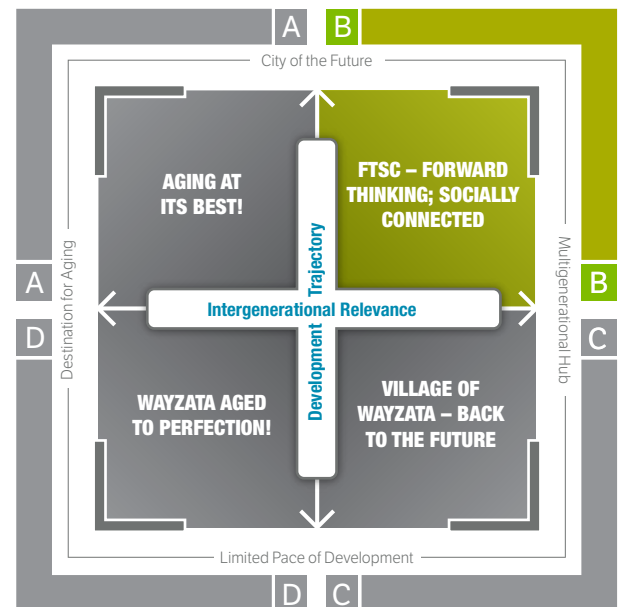 A B
City of the Future
AGING AT
ITS BEST!
FTSC – FORWARD
THINKING; SOCIALLY
CONNECTED
A
B
Destination for Aging
Multigenerational Hub
Development Trajectory
Intergenerational Relevance
D
C
WAYZATA AGED
TO PERFECTION!
VILLAGE OF
WAYZATA – BACK
TO THE FUTURE
Limited Pace of Development
D C